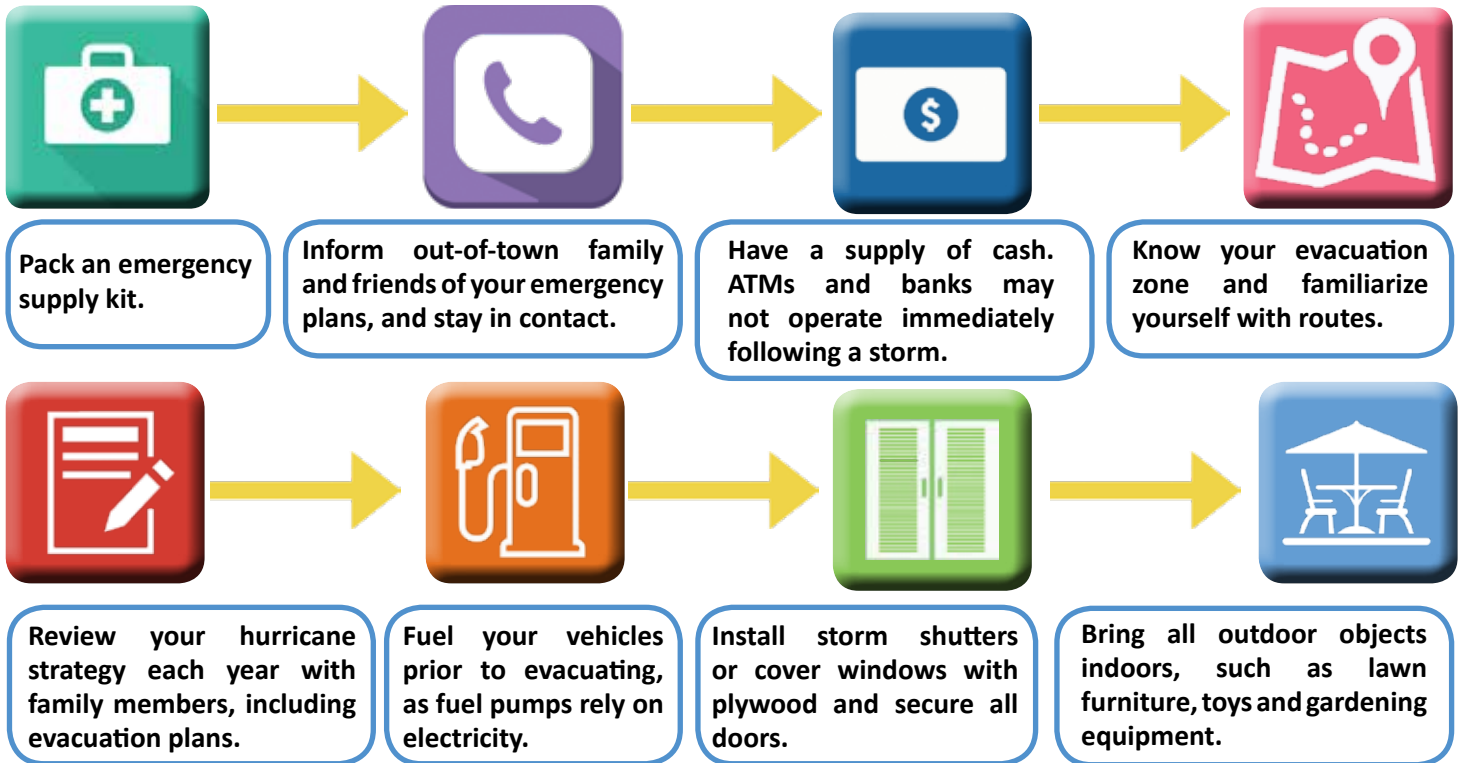 $
Pack an emergency
supply kit.
Inform out-of-town family
and friends of your emergency
plans, and stay in contact.
Have a supply of cash.
ATMs and banks may
not operate immediately
following a storm.
Know your evacuation
zone and familiarize
yourself with routes.
Review your hurricane
strategy each year with
family members, including
evacuation plans.
Fuel your vehicles
prior to evacuating,
as fuel pumps rely on
electricity.
Install storm shutters
or cover windows with
plywood and secure all
doors.
Bring all outdoor objects
indoors, such as lawn
furniture, toys and gardening
equipment.